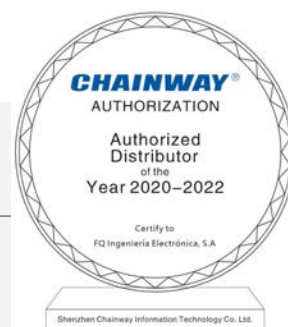 CHAINWAY®
AUTHORIZATION
Authorized
Distributor
of the
Year 2020–2022
Certify to
FQ Ingeniería Electrónica, S.A
Shenzhen Chainway Information Technology Co. Ltd.